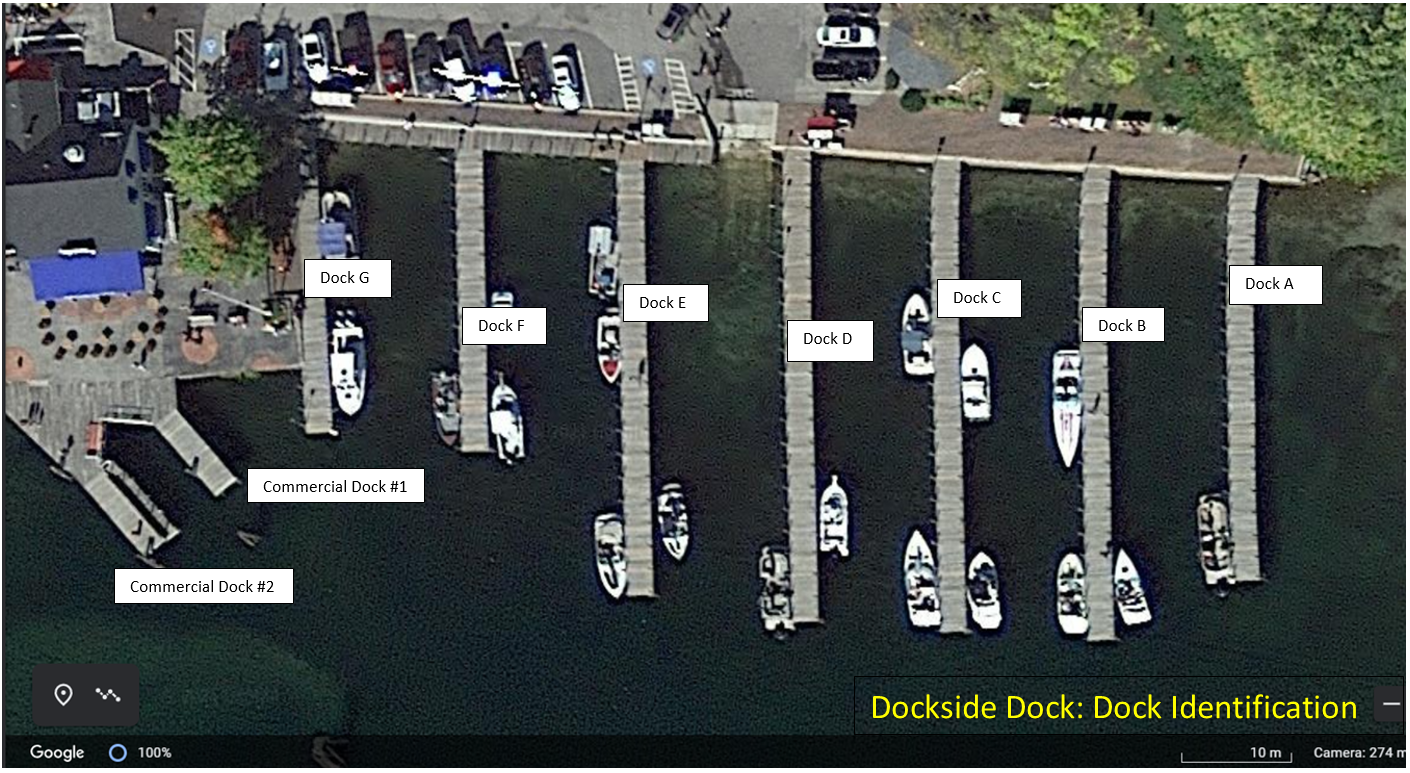 Dock G
Dock F
Dock E
Dock D
Dock C
Dock B
Dock A
Commercial Dock #1
Commercial Dock #2
Dockside Dock: Dock Identification
Google
100%
10 m
Camera: 274 m